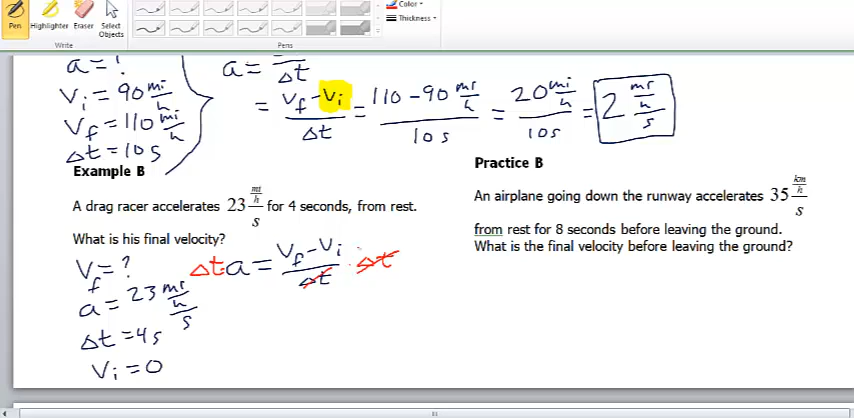 Pen
Highlighter
Eraser
Select
Objects
Color
Thickness
Write
Pens
a = ?
Vi = 90 mi/h
Vf = 110 mi/h
Δt = 10 s
a = /Δt
= (Vf - Vi)/Δt = (110 - 90 mi/h)/10 s = (20 mi/h)/10 s = 2 (mi/h)/s
Example B
A drag racer accelerates 23 (mi/h)/s for 4 seconds, from rest.
What is his final velocity?
Vf = ?
a = 23 (mi/h)/s
Δt = 4 s
Vi = 0
Δt·a = (Vf - Vi)/Δt · Δt
Practice B
An airplane going down the runway accelerates 35 (km/h)/s
from rest for 8 seconds before leaving the ground.
What is the final velocity before leaving the ground?